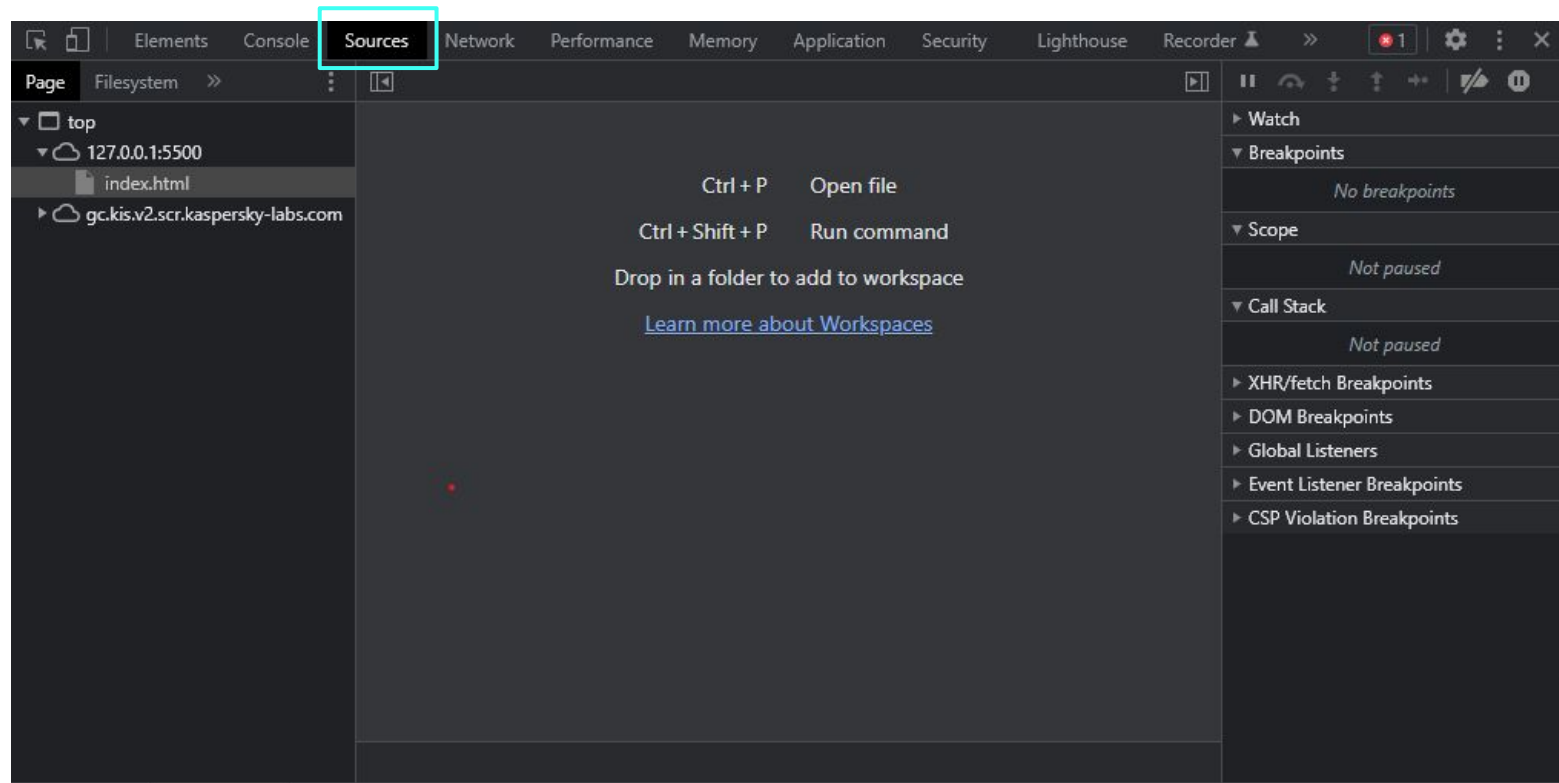 Elements Console Sources Network Performance Memory Application Security Lighthouse Recorder 1
Page Filesystem
top
127.0.0.1:5500
index.html
gc.kis.v2.scr.kaspersky-labs.com
Ctrl + P Open file
Ctrl + Shift + P Run command
Drop in a folder to add to workspace
Learn more about Workspaces
Watch
Breakpoints
No breakpoints
Scope
Not paused
Call Stack
Not paused
XHR/fetch Breakpoints
DOM Breakpoints
Global Listeners
Event Listener Breakpoints
CSP Violation Breakpoints